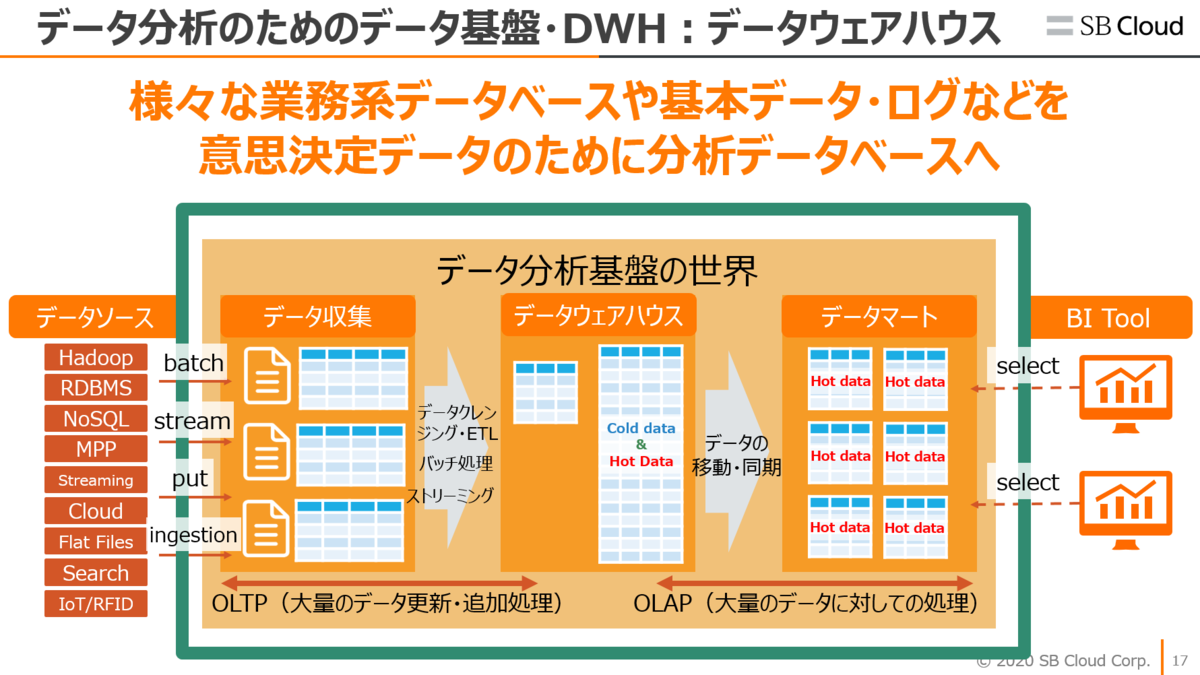 データ分析のためのデータ基盤・DWH：データウェアハウス
SB Cloud
様々な業務系データベースや基本データ・ログなどを
意思決定データのために分析データベースへ
データ分析基盤の世界
データソース
Hadoop
RDBMS
NoSQL
MPP
Streaming
Cloud
Flat Files
Search
IoT/RFID
batch
stream
put
ingestion
データ収集
データクレン
ジング・ETL
バッチ処理
ストリーミング
データウェアハウス
Cold data
&
Hot Data
データの
移動・同期
データマート
Hot data Hot data
Hot data Hot data
Hot data Hot data
select
select
BI Tool
OLTP（大量のデータ更新・追加処理）
OLAP（大量のデータに対しての処理）
© 2020 SB Cloud Corp. 17